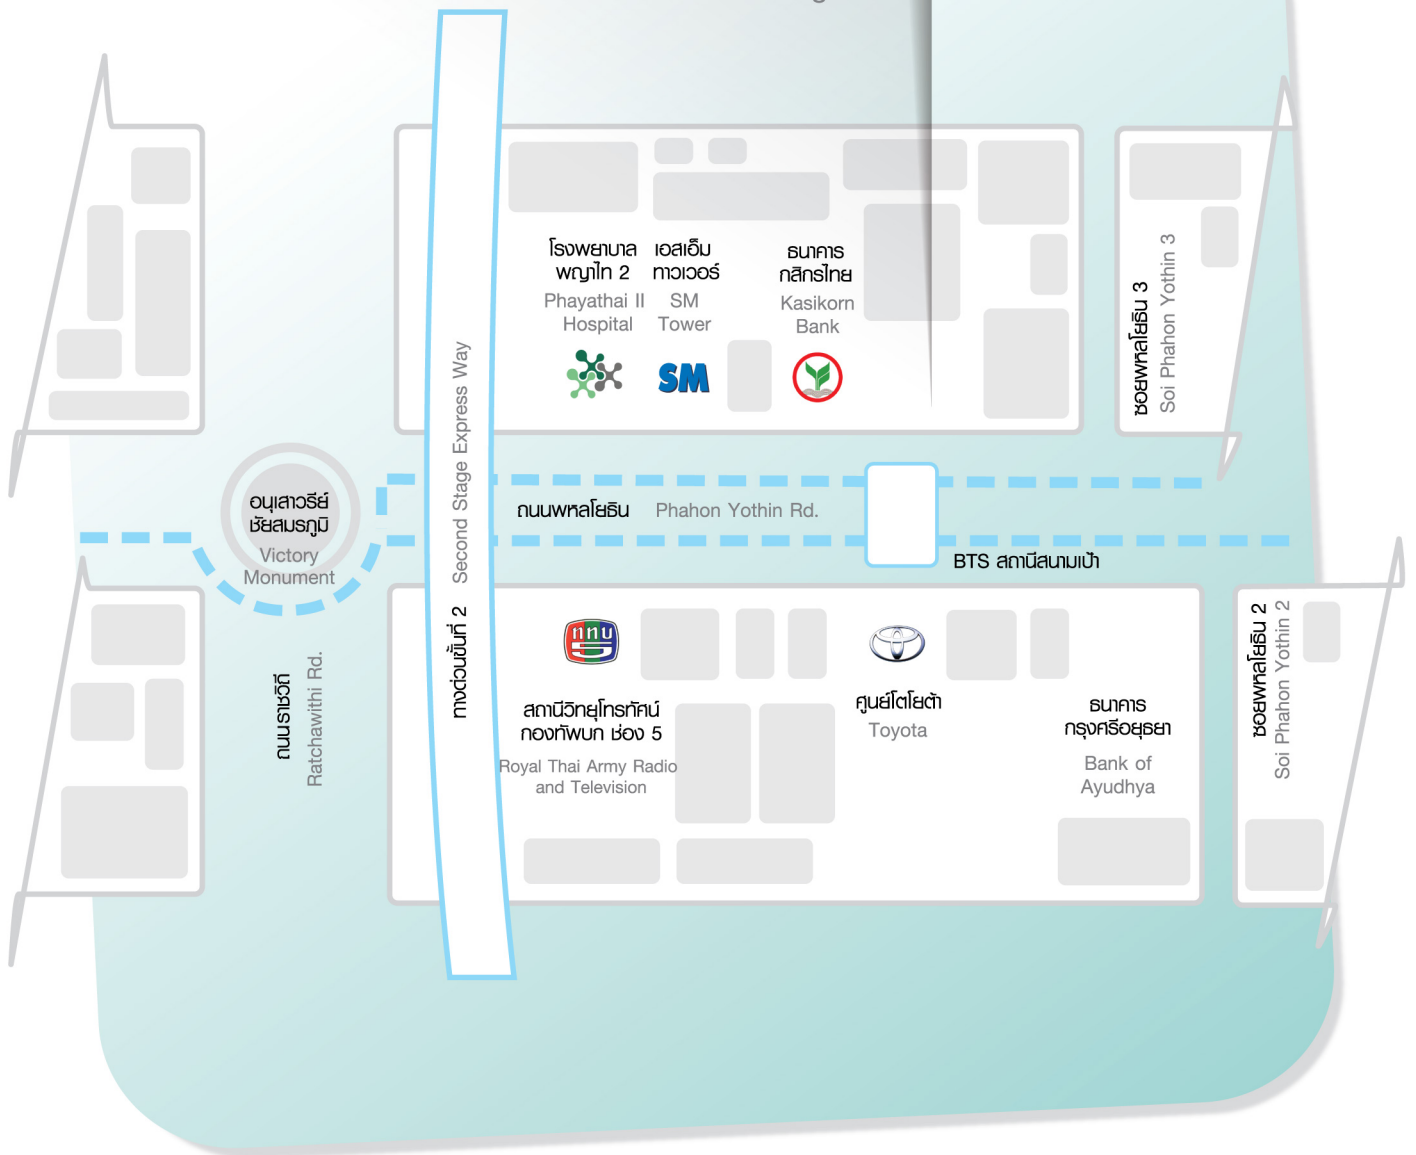 โรงพยาบาล
พญาไท 2
Phayathai II
Hospital
เอสเอ็ม
ทาวเวอร์
SM
Tower
SM
ธนาคาร
กสิกรไทย
Kasikorn
Bank
ซอยพหลโยธิน 3
Soi Phahon Yothin 3
อนุเสาวรีย์
ชัยสมรภูมิ
Victory
Monument
ทางด่วนขั้นที่ 2 Second Stage Express Way
ถนนพหลโยธิน Phahon Yothin Rd.
BTS สถานีสนามเป้า
ถนนราชวิถี
Ratchawithi Rd.
ททบ
5
สถานีวิทยุโทรทัศน์
กองทัพบก ช่อง 5
Royal Thai Army Radio
and Television
ศูนย์โตโยต้า
Toyota
ธนาคาร
กรุงศรีอยุธยา
Bank of
Ayudhya
ซอยพหลโยธิน 2
Soi Phahon Yothin 2